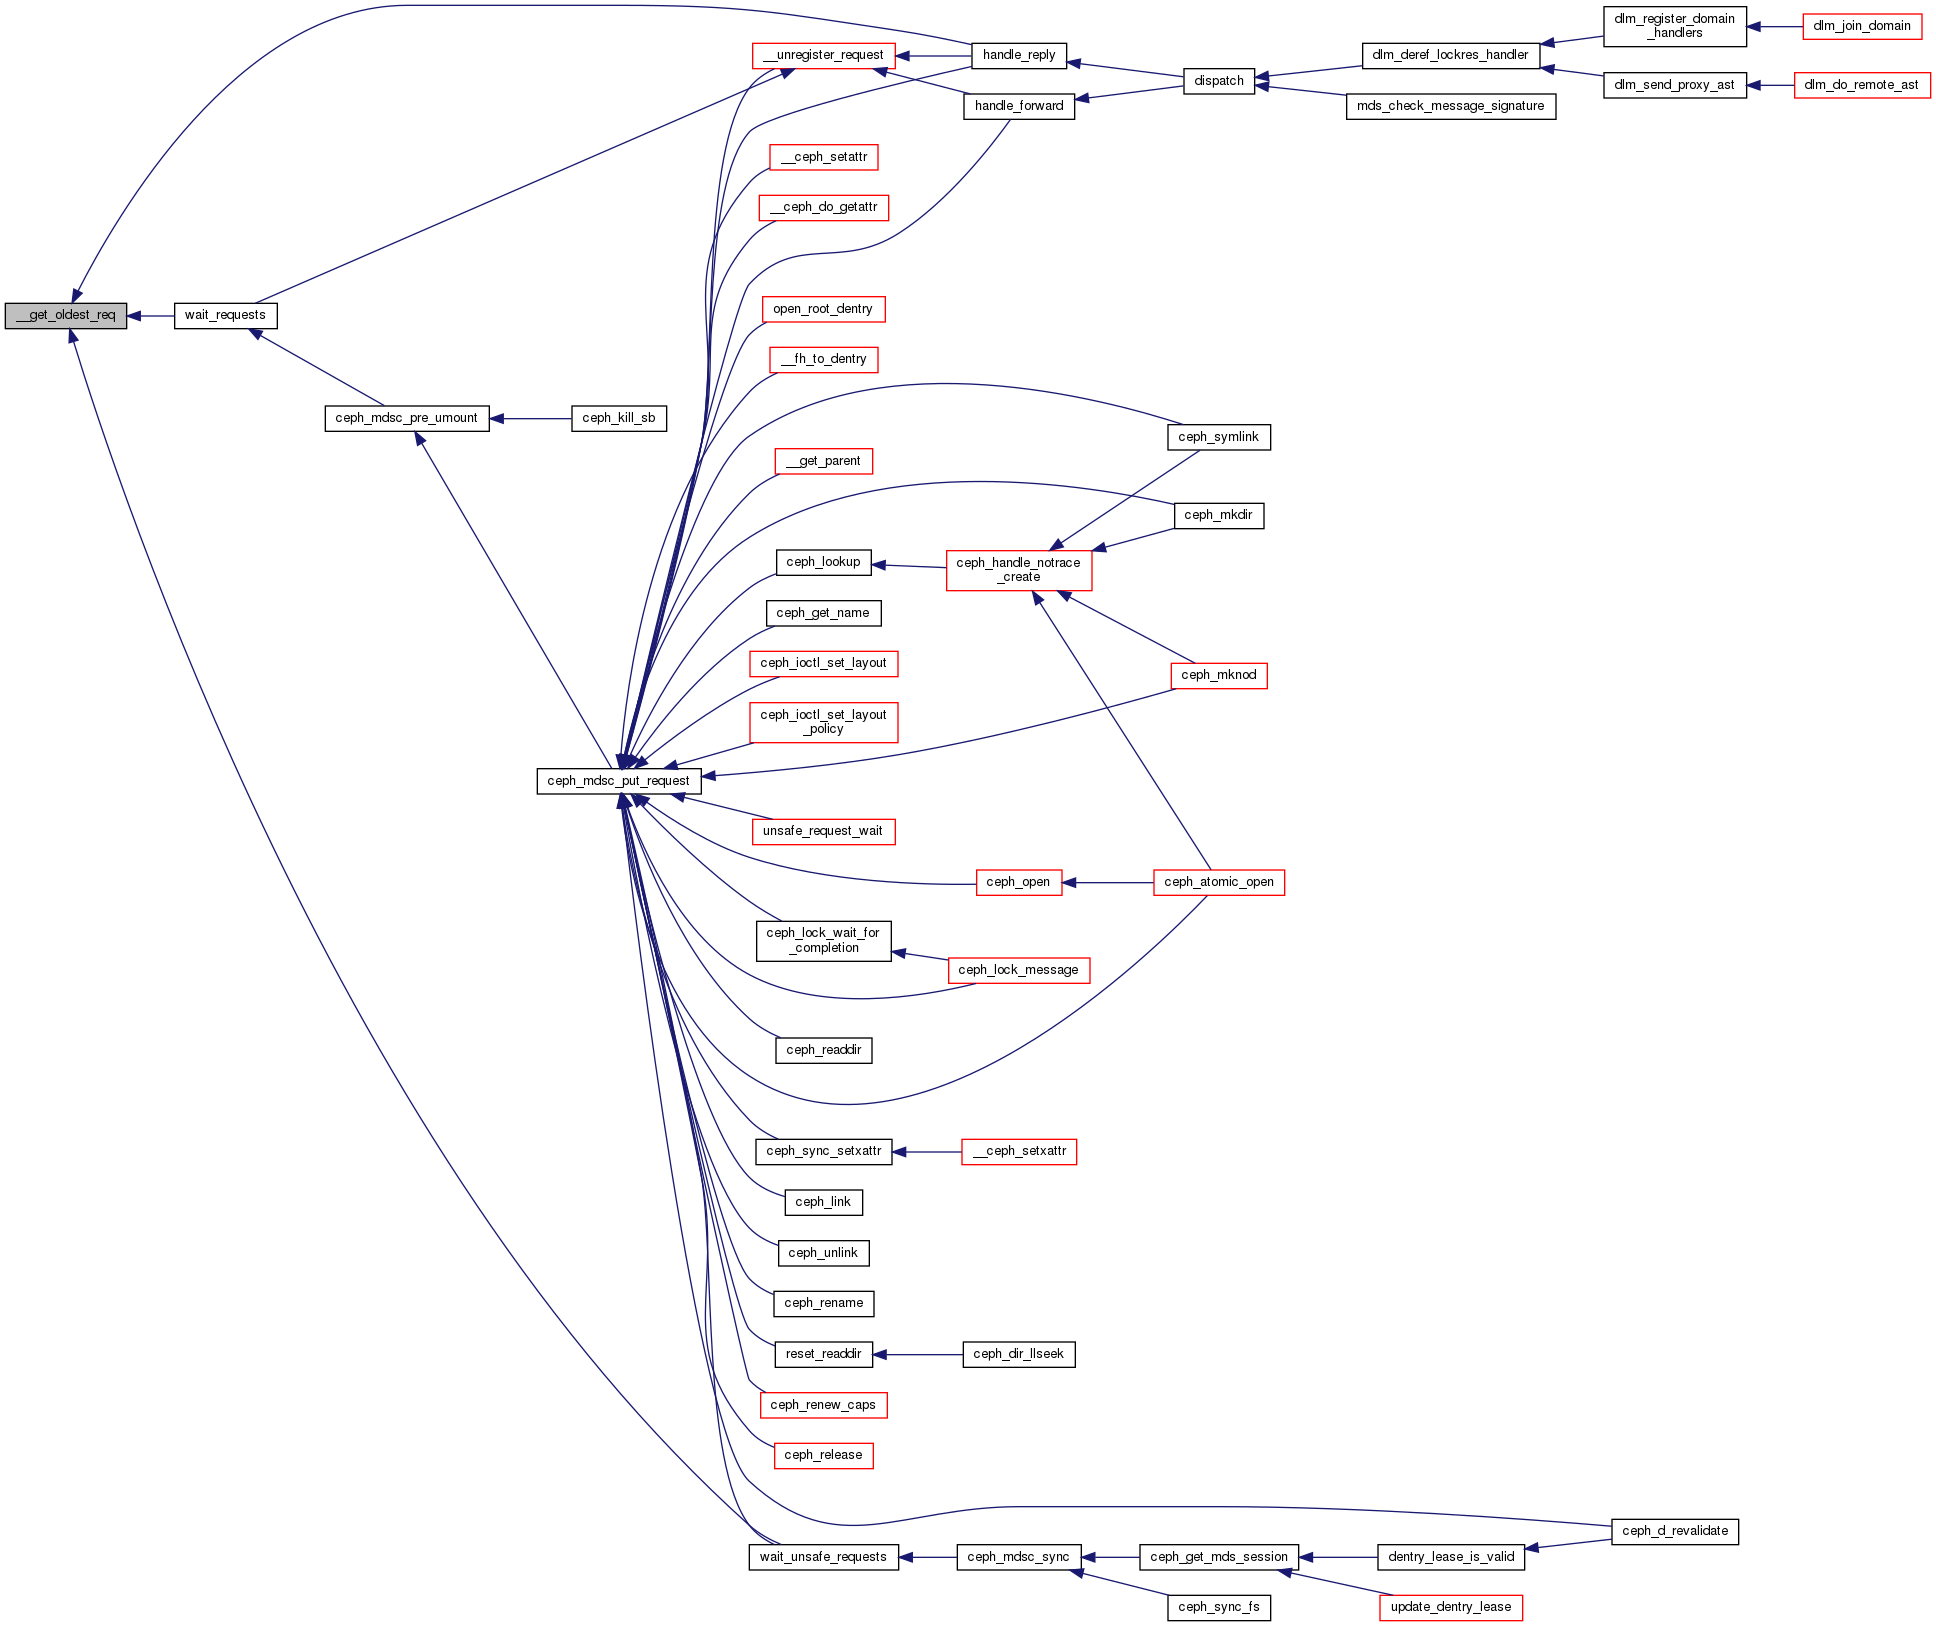 dlm_register_domain
_handlers
dlm_join_domain
__unregister_request
handle_reply
dlm_deref_lockres_handler
dispatch
dlm_send_proxy_ast
dlm_do_remote_ast
handle_forward
mds_check_message_signature
__ceph_setattr
__ceph_do_getattr
__get_oldest_req
wait_requests
open_root_dentry
__fh_to_dentry
ceph_mdsc_pre_umount
ceph_kill_sb
ceph_symlink
__get_parent
ceph_mkdir
ceph_lookup
ceph_handle_notrace
_create
ceph_get_name
ceph_ioctl_set_layout
ceph_mknod
ceph_ioctl_set_layout
_policy
ceph_mdsc_put_request
unsafe_request_wait
ceph_open
ceph_atomic_open
ceph_lock_wait_for
_completion
ceph_lock_message
ceph_readdir
ceph_sync_setxattr
__ceph_setxattr
ceph_link
ceph_unlink
ceph_rename
reset_readdir
ceph_dir_llseek
ceph_renew_caps
ceph_release
ceph_d_revalidate
wait_unsafe_requests
ceph_mdsc_sync
ceph_get_mds_session
dentry_lease_is_valid
ceph_sync_fs
update_dentry_lease